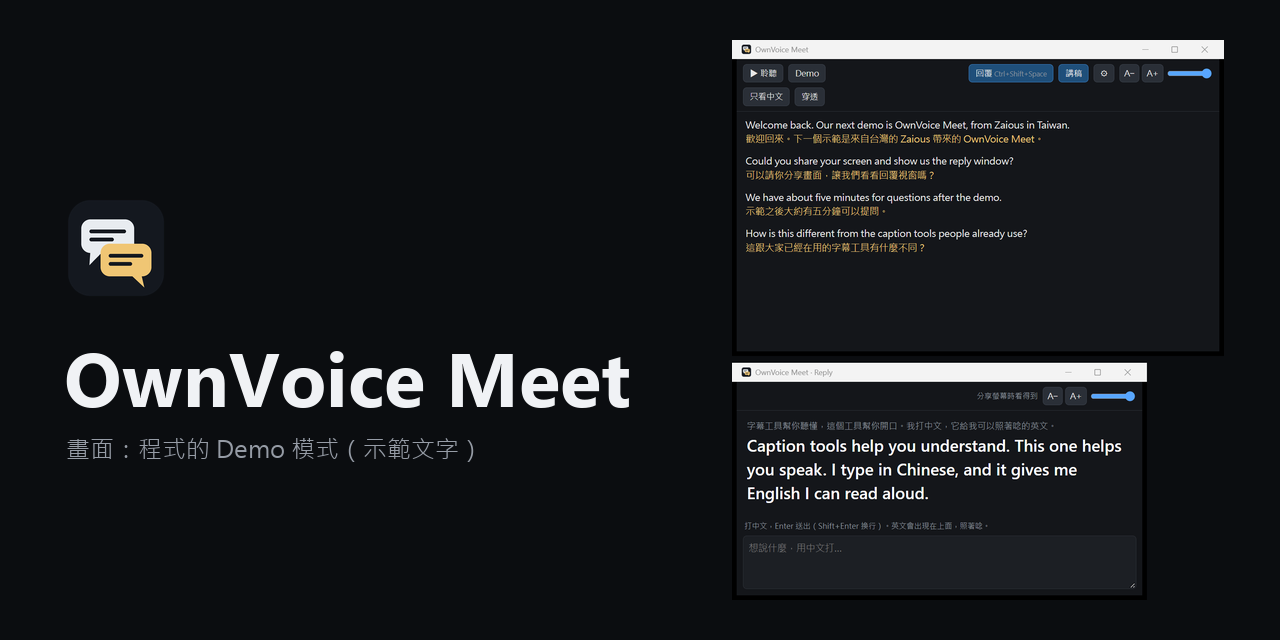 OwnVoice Meet
畫面：程式的 Demo 模式（示範文字）
OwnVoice Meet
▶ 聆聽 Demo 回覆 Ctrl+Shift+Space 講稿 ⚙ A− A+
只看中文 穿透
Welcome back. Our next demo is OwnVoice Meet, from Zaious in Taiwan.
歡迎回來。下一個示範是來自台灣的 Zaious 帶來的 OwnVoice Meet。
Could you share your screen and show us the reply window?
可以請你分享畫面，讓我們看看回覆視窗嗎？
We have about five minutes for questions after the demo.
示範之後大約有五分鐘可以提問。
How is this different from the caption tools people already use?
這跟大家已經在用的字幕工具有什麼不同？
OwnVoice Meet - Reply
分享螢幕時看得到 A− A+
字幕工具幫你聽懂，這個工具幫你開口。我打中文，它給我可以照著唸的英文。
Caption tools help you understand. This one helps
you speak. I type in Chinese, and it gives me
English I can read aloud.
打中文，Enter 送出（Shift+Enter 換行）。英文會出現在上面，照著唸。
想說什麼，用中文打...